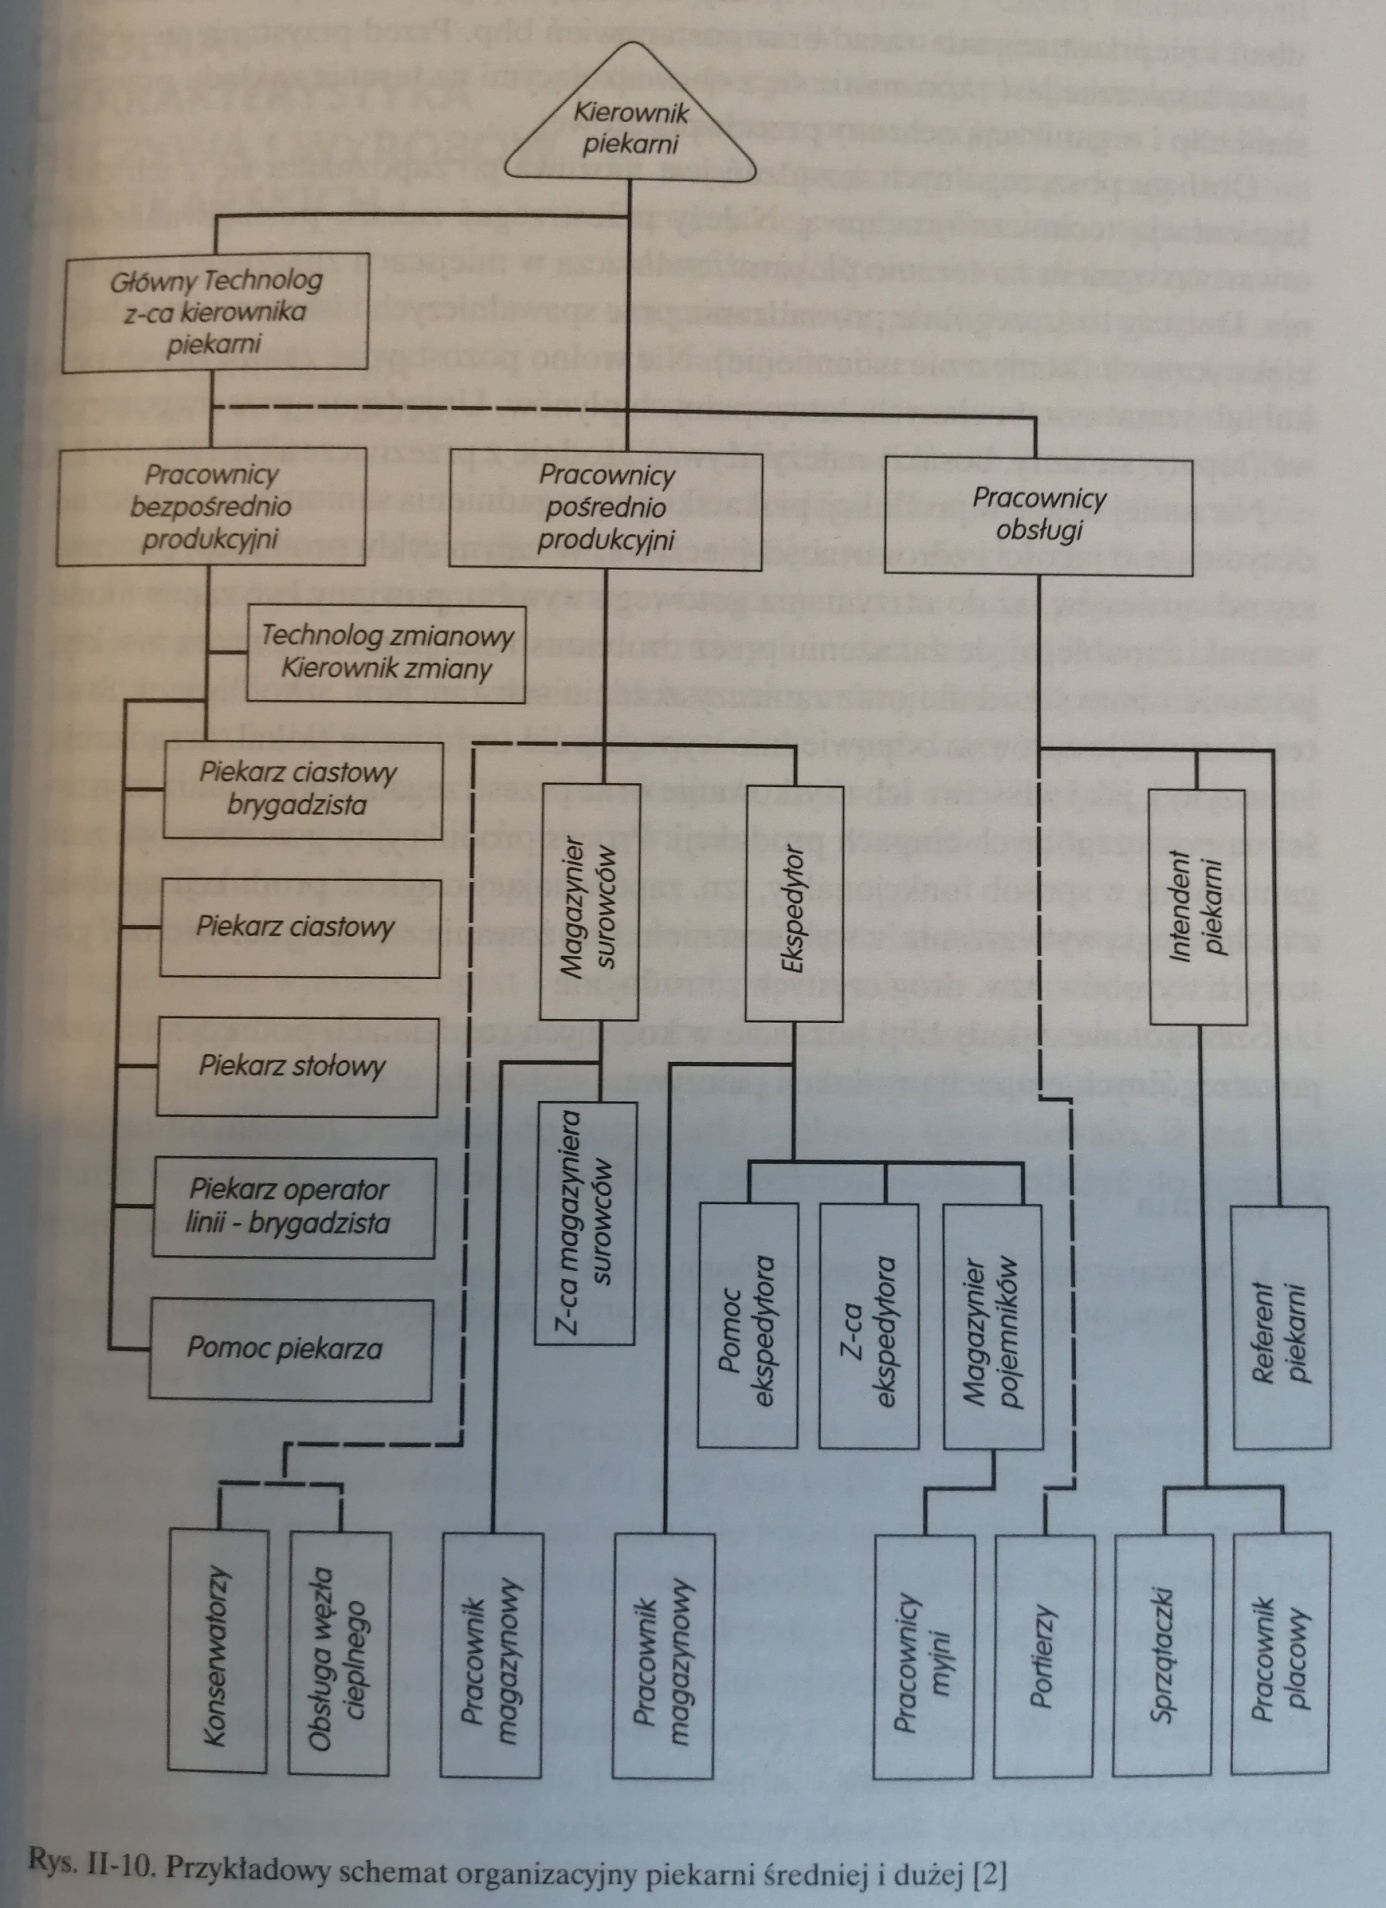 Kierownik
piekarni
Główny Technolog
z-ca kierownika
piekarni
Pracownicy
bezpośrednio
produkcyjni
Pracownicy
pośrednio
produkcyjni
Pracownicy
obsługi
Technolog zmianowy
Kierownik zmiany
Piekarz ciastowy
brygadzista
Piekarz ciastowy
Piekarz stołowy
Piekarz operator
linii - brygadzista
Pomoc piekarza
Magazynier
surowców
Ekspedytor
Intendent
piekarni
Z-ca magazyniera
surowców
Pomoc
ekspedytora
Z-ca
ekspedytora
Magazynier
pojemników
Referent
piekarni
Konserwatorzy
Obsługa węzła
cieplnego
Pracownik
magazynowy
Pracownik
magazynowy
Pracownicy
myjni
Portierzy
Sprzątaczki
Pracownik
placowy
Rys. II-10. Przykładowy schemat organizacyjny piekarni średniej i dużej [2]